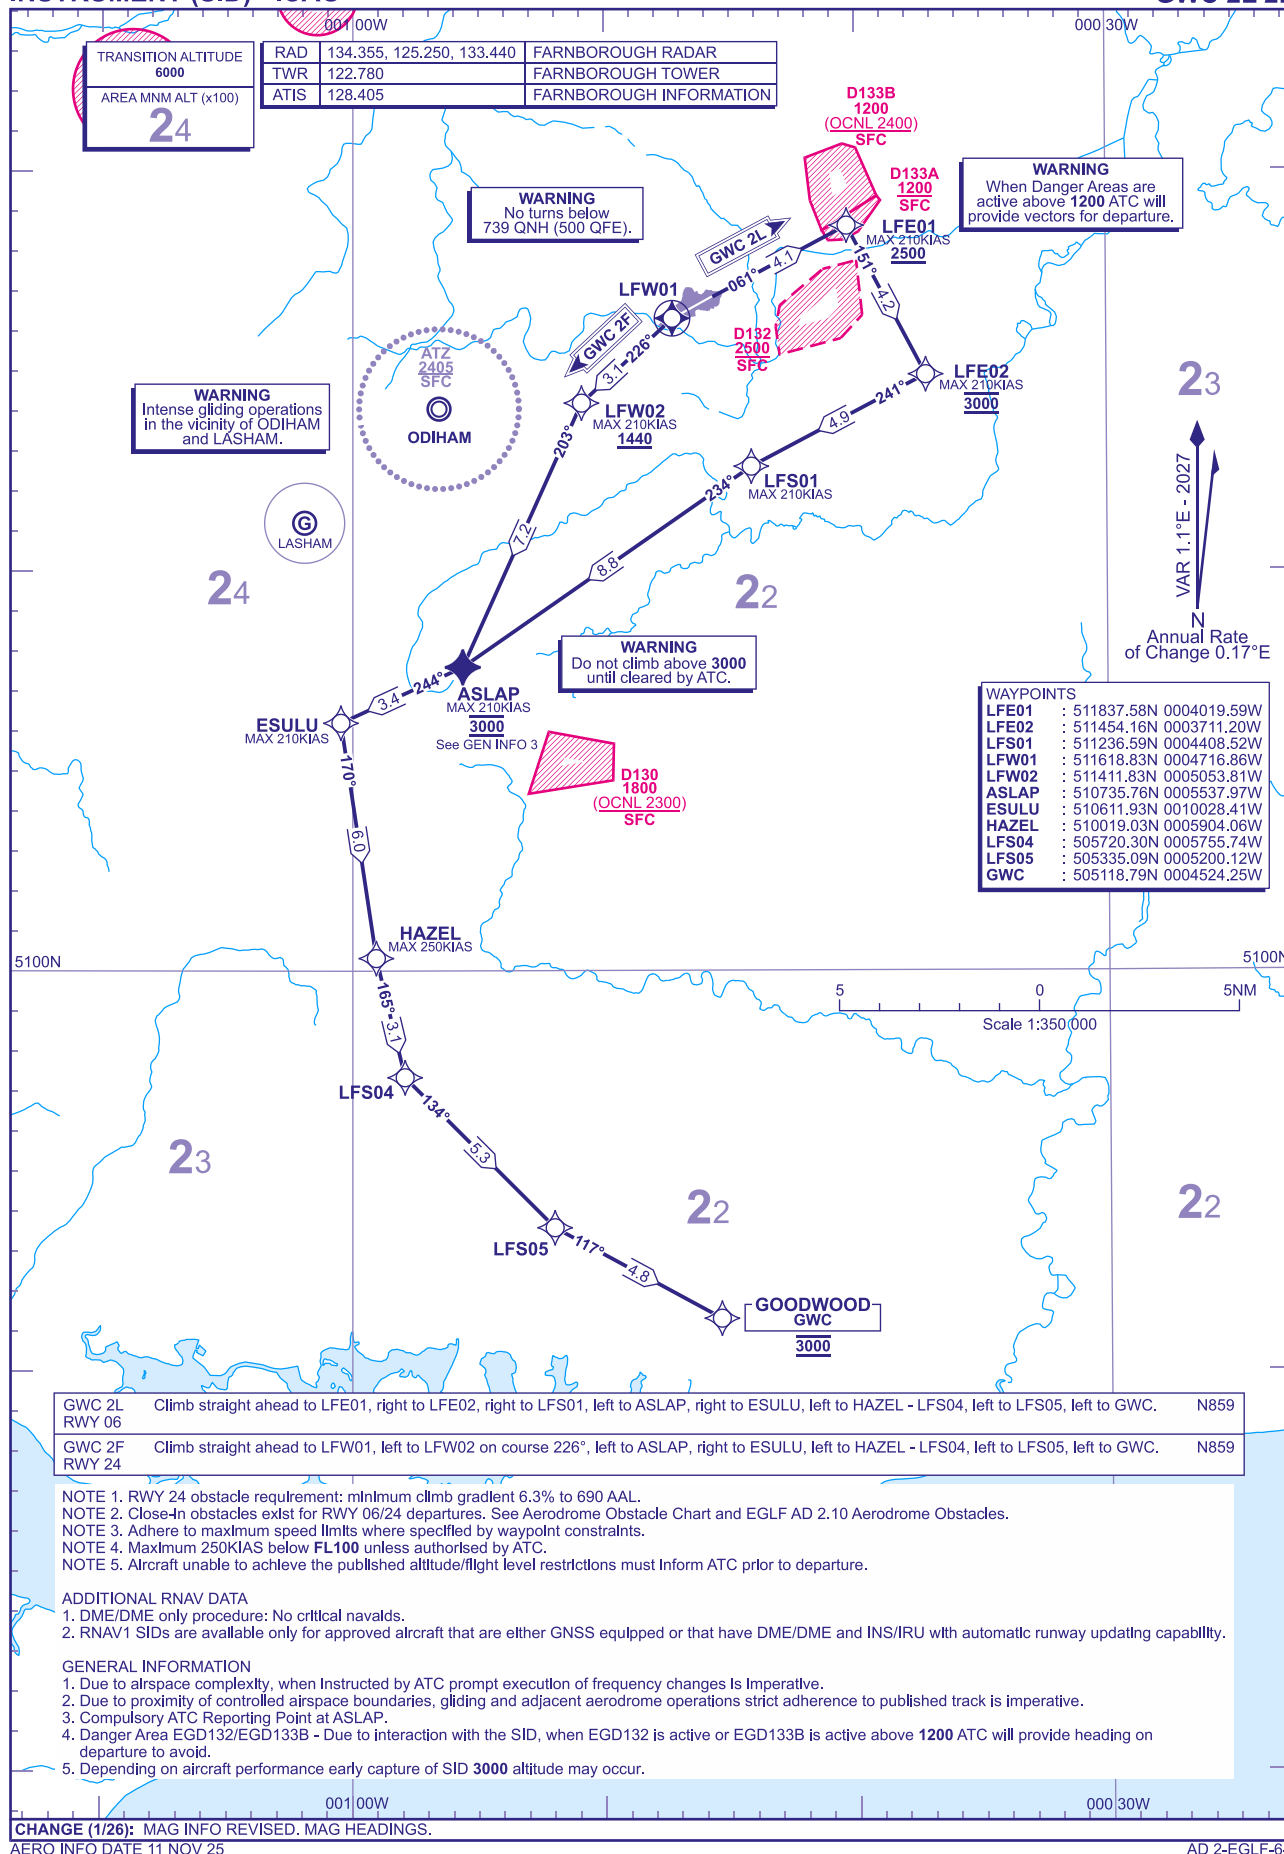 001 00W
000 30W
TRANSITION ALTITUDE
6000
AREA MNM ALT (x100)
24
RAD 134.355, 125.250, 133.440 FARNBOROUGH RADAR
TWR 122.780 FARNBOROUGH TOWER
ATIS 128.405 FARNBOROUGH INFORMATION
D133B
1200
(OCNL 2400)
SFC
D133A
1200
SFC
WARNING
When Danger Areas are
active above 1200 ATC will
provide vectors for departure.
WARNING
No turns below
739 QNH (500 QFE).
GWC 2L
LFE01
MAX 210KIAS
2500
061°
4.1
151°
4.2
LFW01
GWC 2F
226°
3.1
D132
2500
SFC
ATZ
2405
SFC
ODIHAM
WARNING
Intense gliding operations
in the vicinity of ODIHAM
and LASHAM.
LFE02
MAX 210KIAS
3000
241°
4.9
23
LFW02
MAX 210KIAS
1440
203°
7.2
LFS01
MAX 210KIAS
234°
8.8
G
LASHAM
VAR 1.1°E - 2027
N
Annual Rate
of Change 0.17°E
24
22
WARNING
Do not climb above 3000
until cleared by ATC.
ASLAP
MAX 210KIAS
3000
See GEN INFO 3
244°
3.4
ESULU
MAX 210KIAS
170°
6.0
D130
1800
(OCNL 2300)
SFC
WAYPOINTS
LFE01 : 511837.58N 0004019.59W
LFE02 : 511454.16N 0003711.20W
LFS01 : 511236.59N 0004408.52W
LFW01 : 511618.83N 0004716.86W
LFW02 : 511411.83N 0005053.81W
ASLAP : 510735.76N 0005537.97W
ESULU : 510611.93N 0010028.41W
HAZEL : 510019.03N 0005904.06W
LFS04 : 505720.30N 0005755.74W
LFS05 : 505335.09N 0005200.12W
GWC : 505118.79N 0004524.25W
HAZEL
MAX 250KIAS
5100N
5100N
5 0 5NM
Scale 1:350 000
165°
3.1
LFS04
134°
5.3
23
22
22
LFS05
117°
4.8
GOODWOOD
GWC
3000
GWC 2L Climb straight ahead to LFE01, right to LFE02, right to LFS01, left to ASLAP, right to ESULU, left to HAZEL - LFS04, left to LFS05, left to GWC. N859
RWY 06
GWC 2F Climb straight ahead to LFW01, left to LFW02 on course 226°, left to ASLAP, right to ESULU, left to HAZEL - LFS04, left to LFS05, left to GWC. N859
RWY 24
NOTE 1. RWY 24 obstacle requirement: minimum climb gradient 6.3% to 690 AAL.
NOTE 2. Close-in obstacles exist for RWY 06/24 departures. See Aerodrome Obstacle Chart and EGLF AD 2.10 Aerodrome Obstacles.
NOTE 3. Adhere to maximum speed limits where specified by waypoint constraints.
NOTE 4. Maximum 250KIAS below FL100 unless authorised by ATC.
NOTE 5. Aircraft unable to achieve the published altitude/flight level restrictions must inform ATC prior to departure.
ADDITIONAL RNAV DATA
1. DME/DME only procedure: No critical navaids.
2. RNAV1 SIDs are available only for approved aircraft that are either GNSS equipped or that have DME/DME and INS/IRU with automatic runway updating capability.
GENERAL INFORMATION
1. Due to airspace complexity, when instructed by ATC prompt execution of frequency changes is imperative.
2. Due to proximity of controlled airspace boundaries, gliding and adjacent aerodrome operations strict adherence to published track is imperative.
3. Compulsory ATC Reporting Point at ASLAP.
4. Danger Area EGD132/EGD133B - Due to interaction with the SID, when EGD132 is active or EGD133B is active above 1200 ATC will provide heading on
departure to avoid.
5. Depending on aircraft performance early capture of SID 3000 altitude may occur.
001 00W
000 30W
CHANGE (1/26): MAG INFO REVISED. MAG HEADINGS.
AERO INFO DATE 11 NOV 25
AD 2-EGLF-6